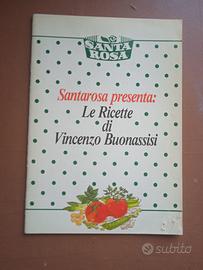 SANTA
ROSA
Santarosa presenta:
Le Ricette
di
Vincenzo Buonassisi
subito